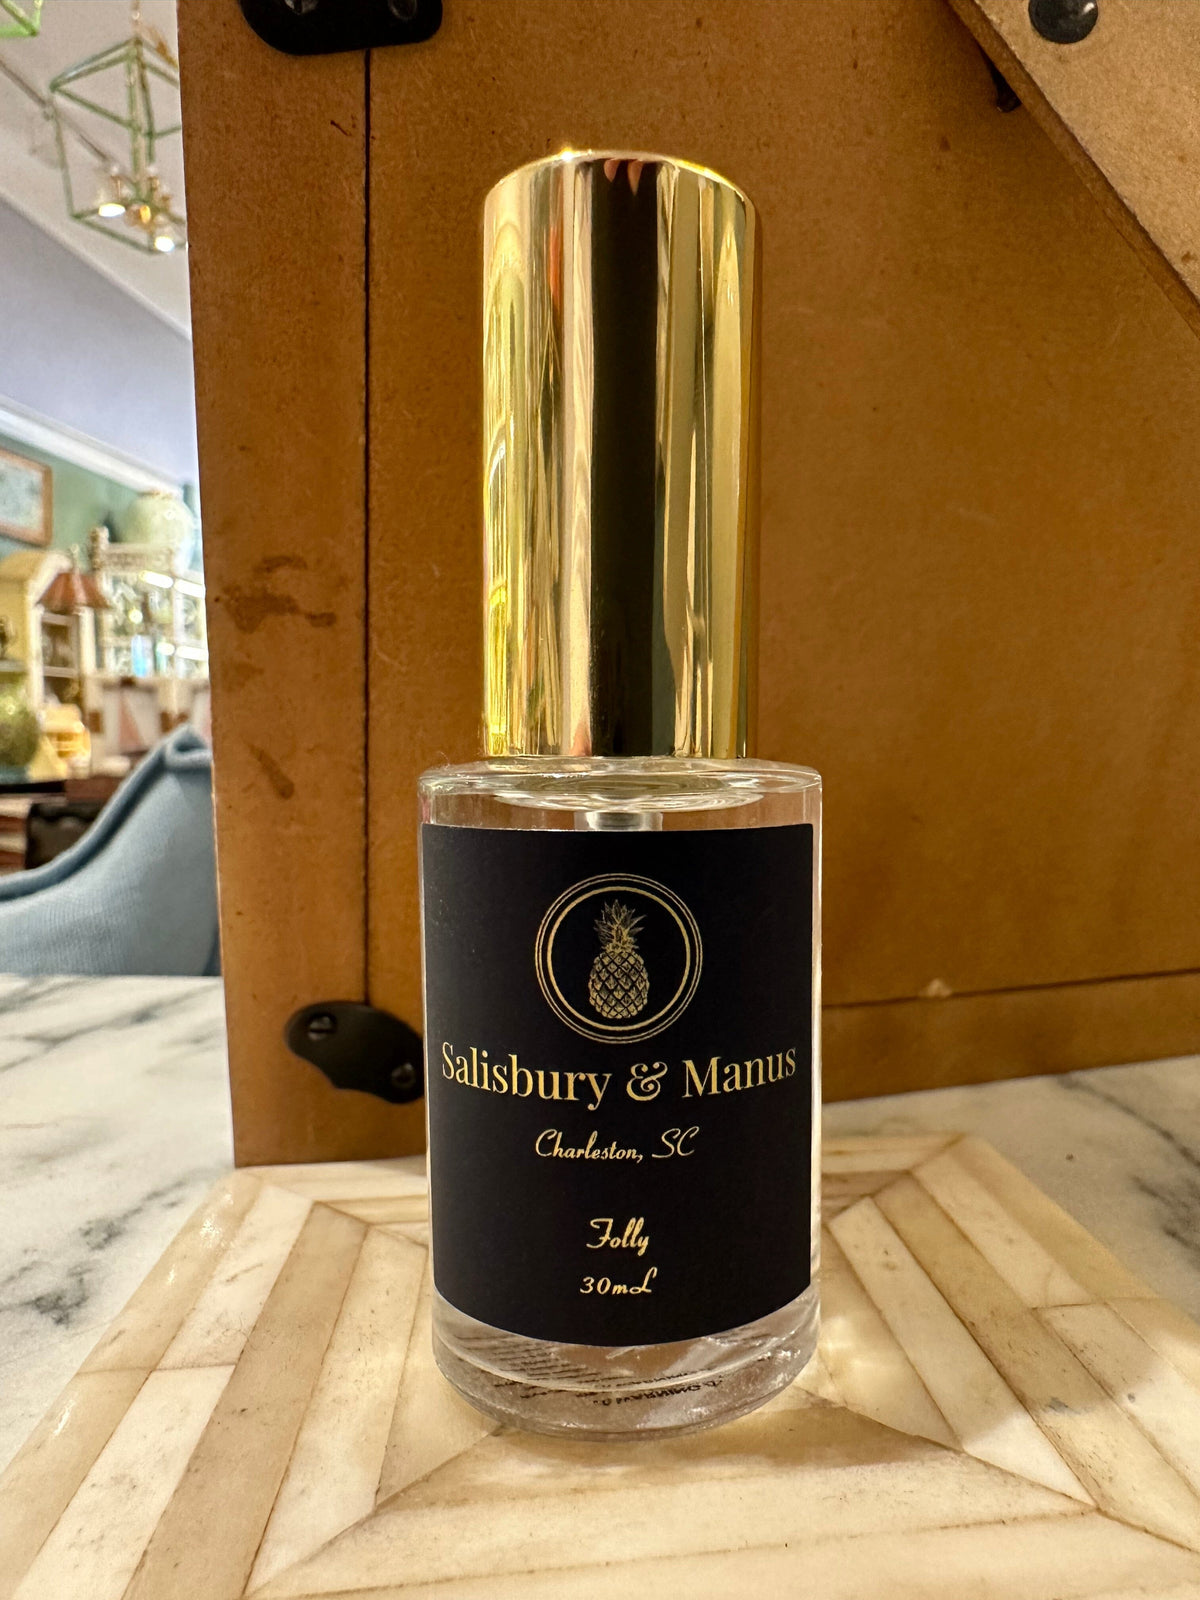 Salisbury & Manus
Charleston, SC
Folly
30mL